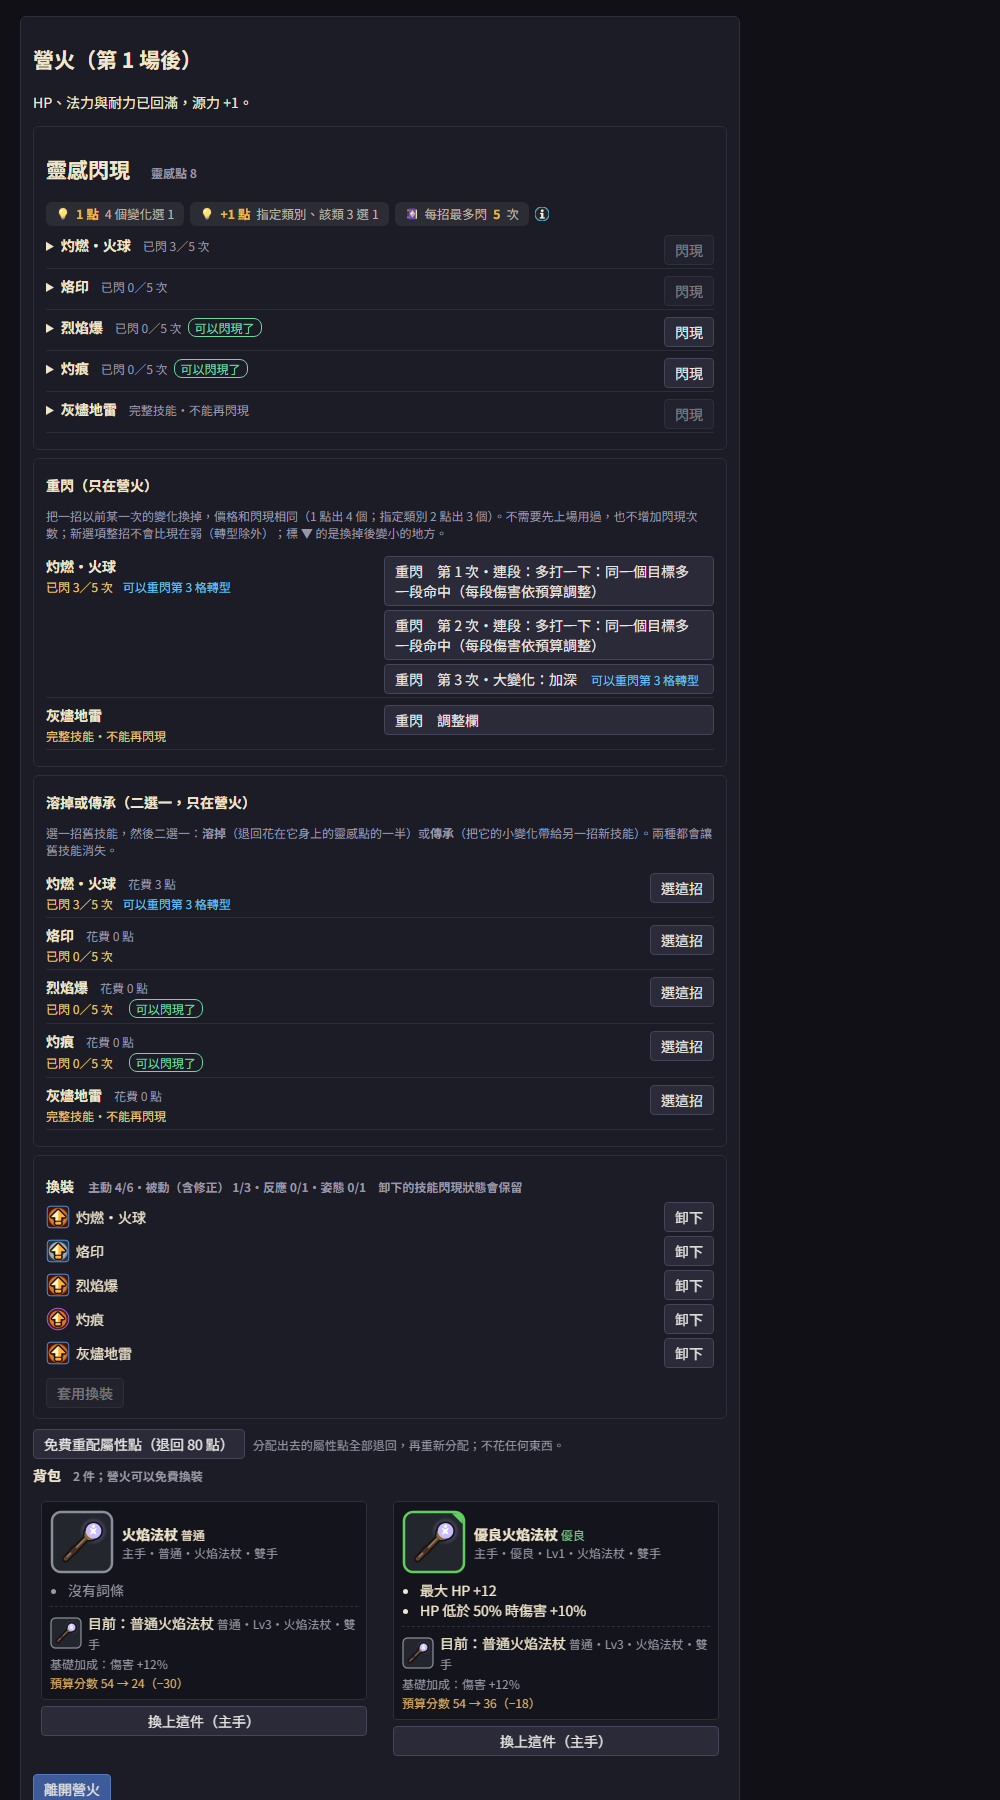 營火（第 1 場後）
HP、法力與耐力已回滿，源力 +1。
靈感閃現 靈感點 8
1 點 4 個變化選 1 +1 點 指定類別、該類 3 選 1 每招最多閃 5 次
▶ 灼燃・火球 已閃 3／5 次 閃現
▶ 烙印 已閃 0／5 次 閃現
▶ 烈焰爆 已閃 0／5 次 可以閃現了 閃現
▶ 灼痕 已閃 0／5 次 可以閃現了 閃現
▶ 灰燼地雷 完整技能・不能再閃現 閃現
重閃（只在營火）
把一招以前某一次的變化換掉，價格和閃現相同（1 點出 4 個；指定類別 2 點出 3 個）。不需要先上場用過，也不增加閃現次
數；新選項整招不會比現在弱（轉型除外）；標 ▼ 的是換掉後變小的地方。
灼燃・火球
已閃 3／5 次 可以重閃第 3 格轉型
重閃 第 1 次・連段：多打一下：同一個目標多
一段命中（每段傷害依預算調整）
重閃 第 2 次・連段：多打一下：同一個目標多
一段命中（每段傷害依預算調整）
重閃 第 3 次・大變化：加深 可以重閃第 3 格轉型
灰燼地雷
完整技能・不能再閃現
重閃 調整欄
溶掉或傳承（二選一，只在營火）
選一招舊技能，然後二選一：溶掉（退回花在它身上的靈感點的一半）或傳承（把它的小變化帶給另一招新技能）。兩種都會讓
舊技能消失。
灼燃・火球 花費 3 點 選這招
已閃 3／5 次 可以重閃第 3 格轉型
烙印 花費 0 點 選這招
已閃 0／5 次
烈焰爆 花費 0 點 選這招
已閃 0／5 次 可以閃現了
灼痕 花費 0 點 選這招
已閃 0／5 次 可以閃現了
灰燼地雷 花費 0 點 選這招
完整技能・不能再閃現
換裝 主動 4/6・被動（含修正） 1/3・反應 0/1・姿態 0/1 卸下的技能閃現狀態會保留
灼燃・火球 卸下
烙印 卸下
烈焰爆 卸下
灼痕 卸下
灰燼地雷 卸下
套用換裝
免費重配屬性點（退回 80 點） 分配出去的屬性點全部退回，再重新分配；不花任何東西。
背包 2 件；營火可以免費換裝
火焰法杖 普通
主手・普通・火焰法杖・雙手
• 沒有詞條
目前：普通火焰法杖 普通・Lv3・火焰法杖・雙
手
基礎加成：傷害 +12%
預算分數 54 → 24（−30）
換上這件（主手）
優良火焰法杖 優良
主手・優良・Lv1・火焰法杖・雙手
• 最大 HP +12
• HP 低於 50% 時傷害 +10%
目前：普通火焰法杖 普通・Lv3・火焰法杖・雙
手
基礎加成：傷害 +12%
預算分數 54 → 36（−18）
換上這件（主手）
離開營火